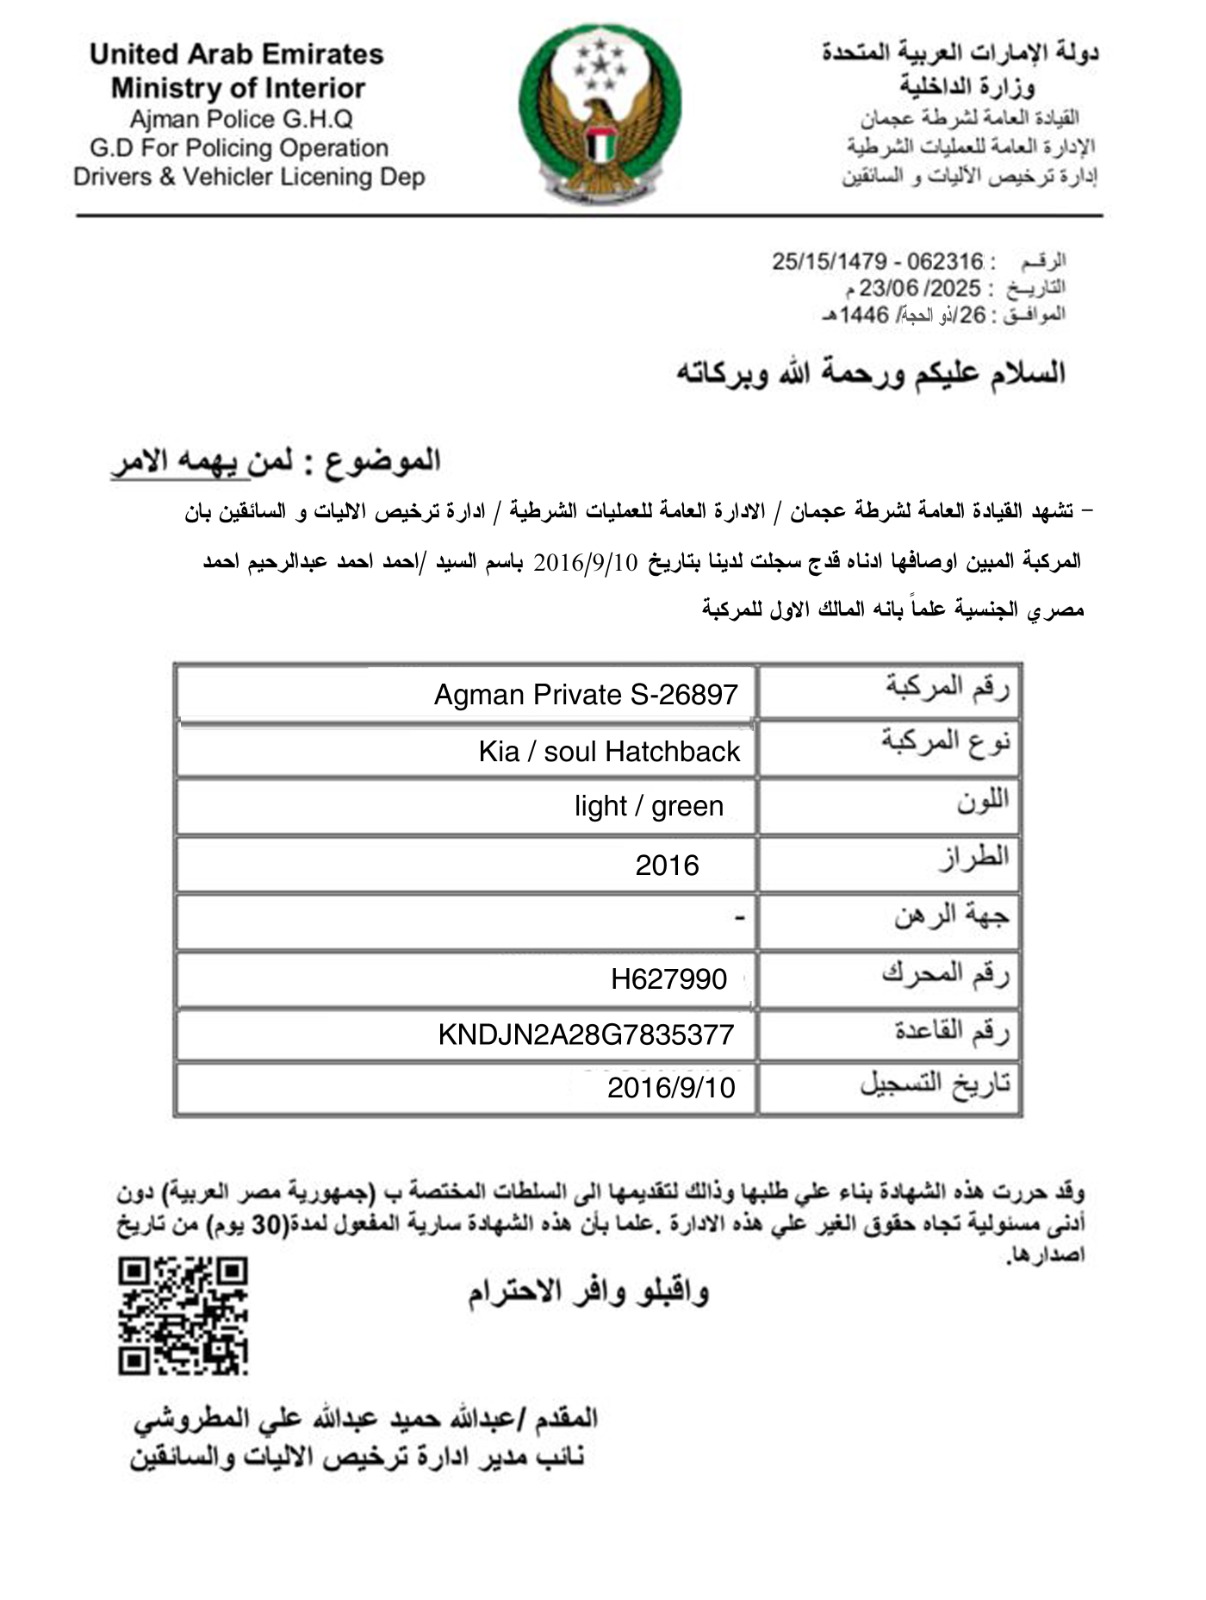 United Arab Emirates
Ministry of Interior
Ajman Police G.H.Q
G.D For Policing Operation
Drivers & Vehicler Licening Dep
دولة الإمارات العربية المتحدة
وزارة الداخلية
القيادة العامة لشرطة عجمان
الإدارة العامة للعمليات الشرطية
إدارة ترخيص الأليات و السائقين
الرقم : 062316 - 25/15/1479
التاريخ : 23/06/2025 م
الموافق : 26/ذو الحجة/ 1446هـ
السلام عليكم ورحمة الله وبركاته
الموضوع : لمن يهمه الامر
- تشهد القيادة العامة لشرطة عجمان / الادارة العامة للعمليات الشرطية / ادارة ترخيص الاليات و السائقين بان
المركبة المبين اوصافها ادناه قدج سجلت لدينا بتاريخ 2016/9/10 باسم السيد /احمد احمد عبدالرحيم احمد
مصري الجنسية علماً بانه المالك الاول للمركبة
رقم المركبة Agman Private S-26897
نوع المركبة Kia / soul Hatchback
اللون light / green
الطراز 2016
جهة الرهن -
رقم المحرك H627990
رقم القاعدة KNDJN2A28G7835377
تاريخ التسجيل 2016/9/10
وقد حررت هذه الشهادة بناء علي طلبها وذالك لتقديمها الى السلطات المختصة ب (جمهورية مصر العربية) دون
أدنى مسئولية تجاه حقوق الغير علي هذه الادارة .علما بأن هذه الشهادة سارية المفعول لمدة(30 يوم) من تاريخ
اصدارها.
واقبلو وافر الاحترام
المقدم /عبدالله حميد عبدالله علي المطروشي
نائب مدير ادارة ترخيص الاليات والسائقين